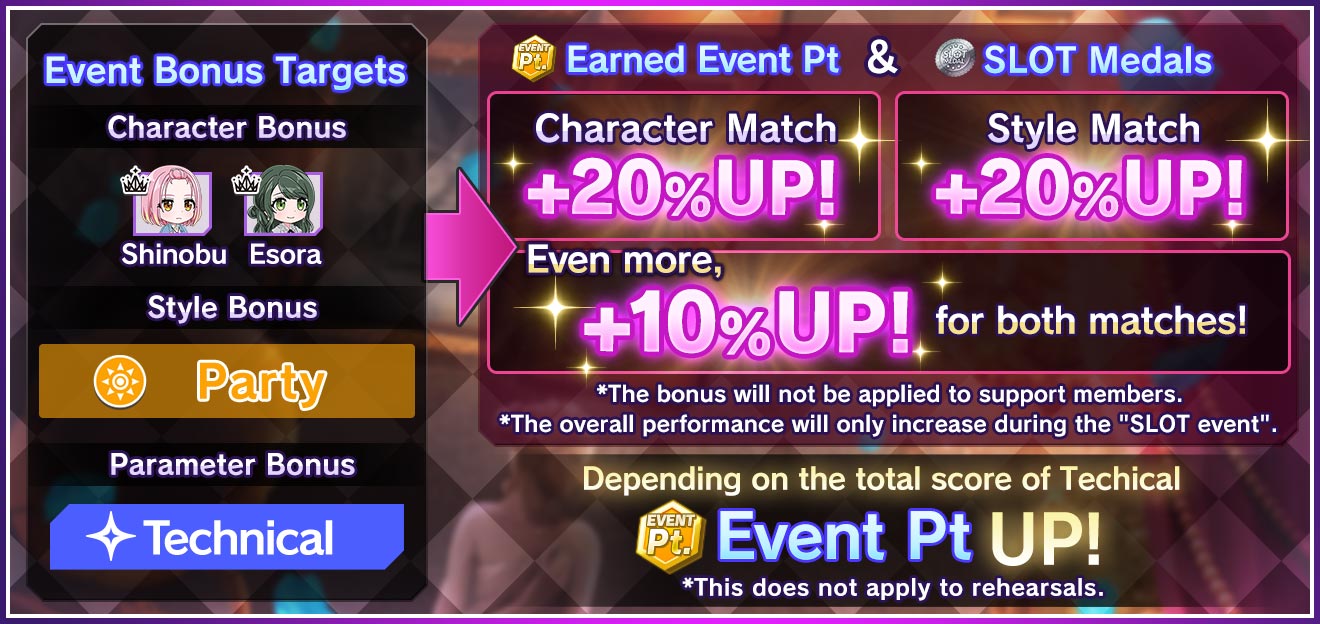 Event Bonus Targets
Character Bonus
Shinobu Esora
Style Bonus
Party
Parameter Bonus
Technical
EVENT Pt. Earned Event Pt & SLOT MEDAL SLOT Medals
Character Match
+20%UP!
Style Match
+20%UP!
Even more,
+10%UP! for both matches!
*The bonus will not be applied to support members.
*The overall performance will only increase during the "SLOT event".
Depending on the total score of Techical
EVENT Pt. Event Pt UP!
*This does not apply to rehearsals.